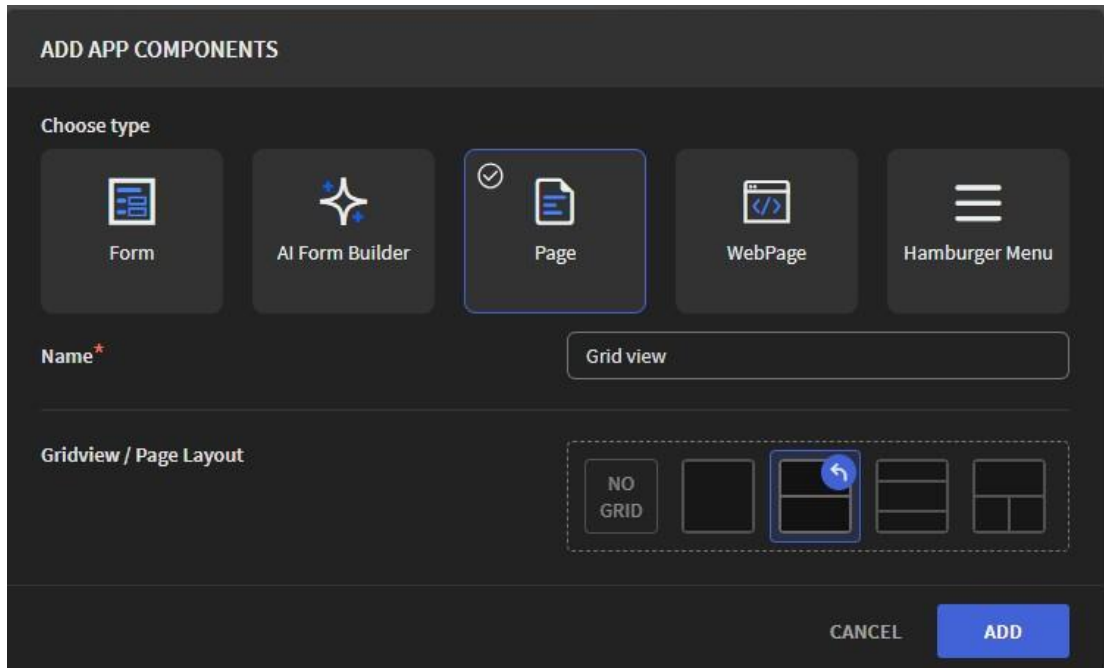 ADD APP COMPONENTS
Choose type
Form
AI Form Builder
Page
WebPage
Hamburger Menu
Name*
Grid view
Gridview / Page Layout
NO
GRID
CANCEL
ADD